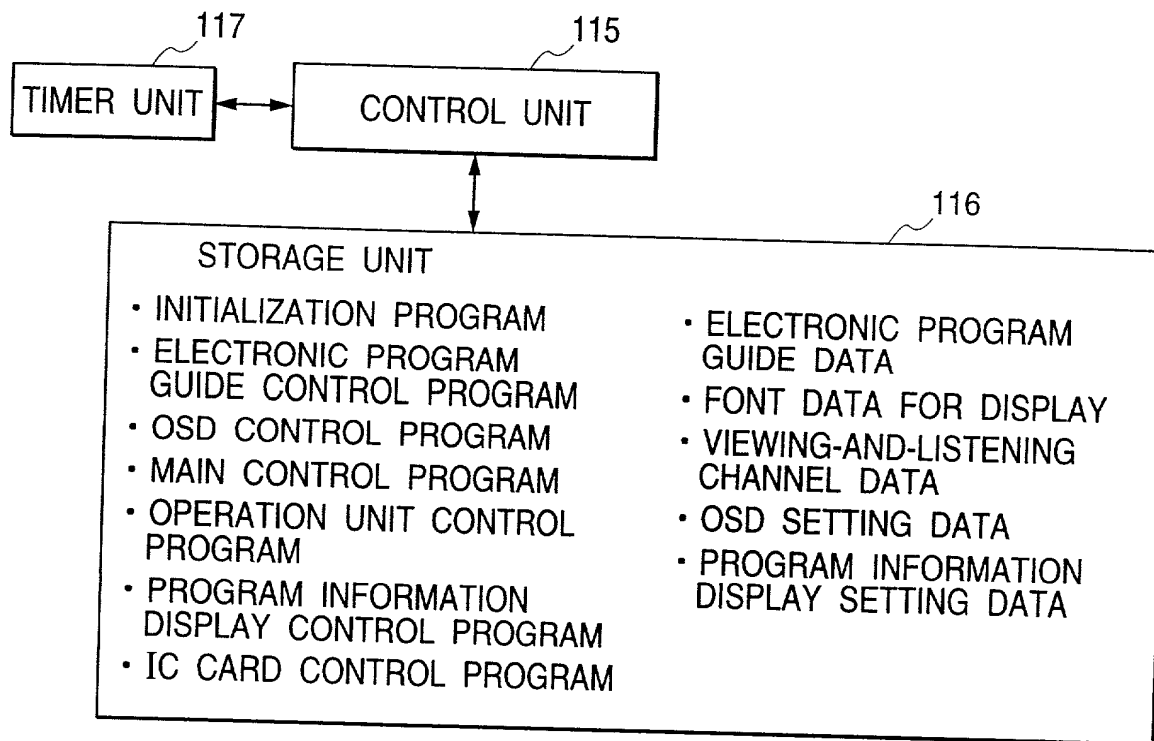 117
115
TIMER UNIT
CONTROL UNIT
116
STORAGE UNIT
· INITIALIZATION PROGRAM
· ELECTRONIC PROGRAM
GUIDE CONTROL PROGRAM
· OSD CONTROL PROGRAM
· MAIN CONTROL PROGRAM
· OPERATION UNIT CONTROL
PROGRAM
· PROGRAM INFORMATION
DISPLAY CONTROL PROGRAM
· IC CARD CONTROL PROGRAM
· ELECTRONIC PROGRAM
GUIDE DATA
· FONT DATA FOR DISPLAY
· VIEWING-AND-LISTENING
CHANNEL DATA
· OSD SETTING DATA
· PROGRAM INFORMATION
DISPLAY SETTING DATA